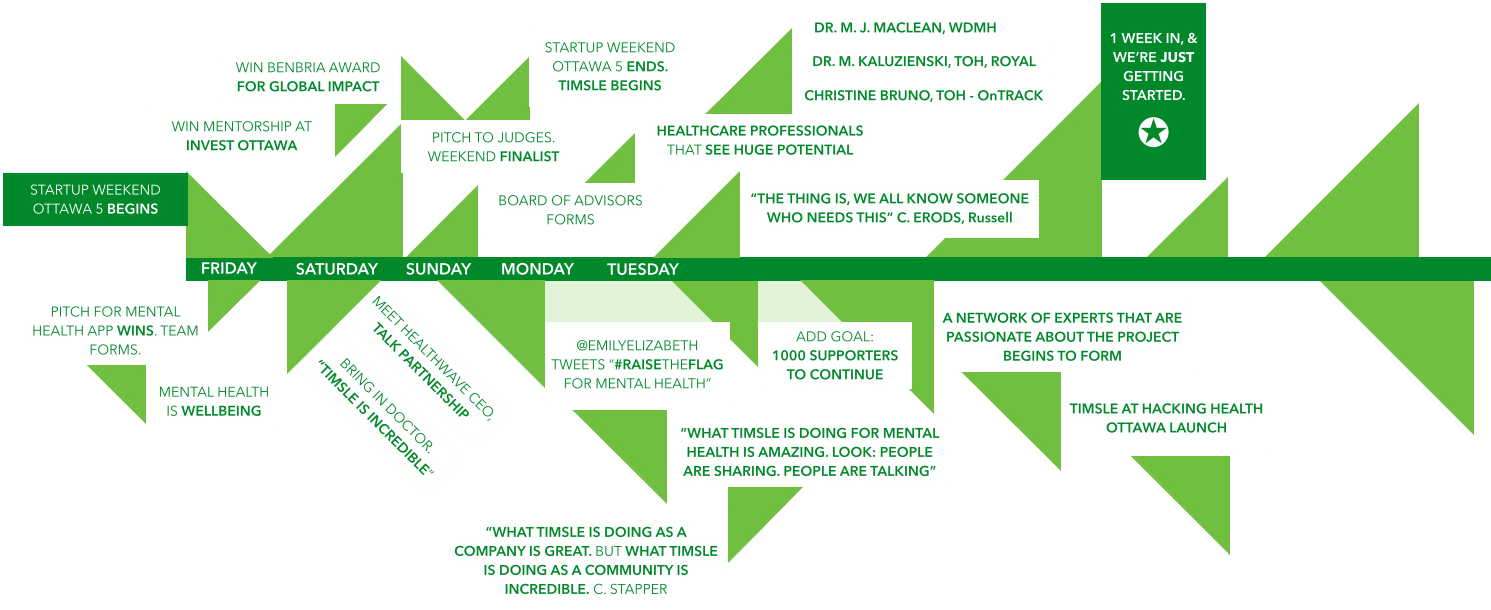 STARTUP WEEKEND
OTTAWA 5 BEGINS
WIN MENTORSHIP AT
INVEST OTTAWA
WIN BENBRIA AWARD
FOR GLOBAL IMPACT
PITCH TO JUDGES.
WEEKEND FINALIST
STARTUP WEEKEND
OTTAWA 5 ENDS.
TIMSLE BEGINS
BOARD OF ADVISORS
FORMS
HEALTHCARE PROFESSIONALS
THAT SEE HUGE POTENTIAL
DR. M. J. MACLEAN, WDMH
DR. M. KALUZIENSKI, TOH, ROYAL
CHRISTINE BRUNO, TOH - OnTRACK
“THE THING IS, WE ALL KNOW SOMEONE
WHO NEEDS THIS” C. ERODS, Russell
1 WEEK IN, &
WE’RE JUST
GETTING
STARTED.
FRIDAY
SATURDAY
SUNDAY
MONDAY
TUESDAY
PITCH FOR MENTAL
HEALTH APP WINS. TEAM
FORMS.
MENTAL HEALTH
IS WELLBEING
MEET HEALTHWAVE CEO,
TALK PARTNERSHIP
BRING IN DOCTOR.
“TIMSLE IS INCREDIBLE”
@EMILYELIZABETH
TWEETS “#RAISETHEFLAG
FOR MENTAL HEALTH”
ADD GOAL:
1000 SUPPORTERS
TO CONTINUE
“WHAT TIMSLE IS DOING FOR MENTAL
HEALTH IS AMAZING. LOOK: PEOPLE
ARE SHARING. PEOPLE ARE TALKING”
“WHAT TIMSLE IS DOING AS A
COMPANY IS GREAT. BUT WHAT TIMSLE
IS DOING AS A COMMUNITY IS
INCREDIBLE. C. STAPPER
A NETWORK OF EXPERTS THAT ARE
PASSIONATE ABOUT THE PROJECT
BEGINS TO FORM
TIMSLE AT HACKING HEALTH
OTTAWA LAUNCH